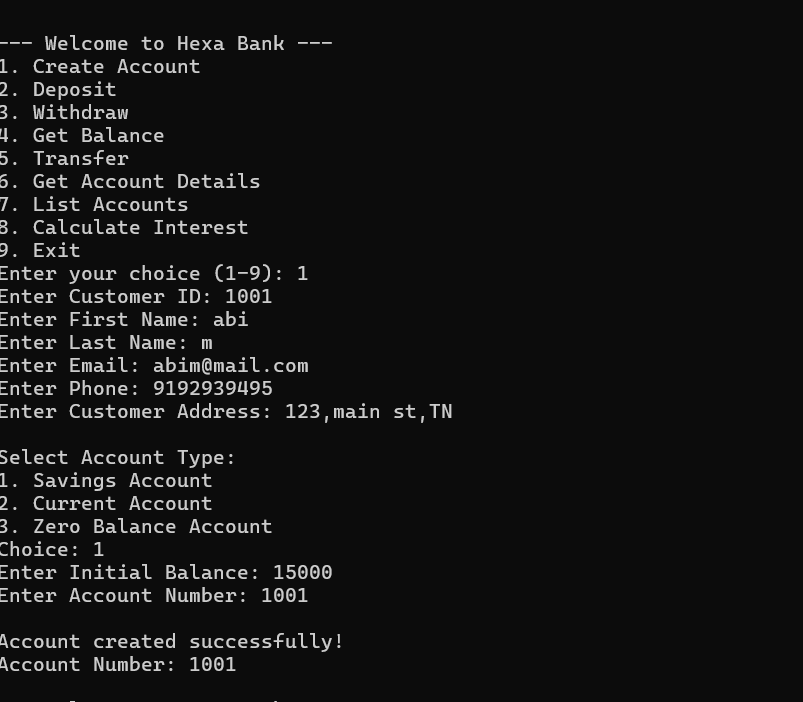 --- Welcome to Hexa Bank ---
1. Create Account
2. Deposit
3. Withdraw
4. Get Balance
5. Transfer
6. Get Account Details
7. List Accounts
8. Calculate Interest
9. Exit
Enter your choice (1-9): 1
Enter Customer ID: 1001
Enter First Name: abi
Enter Last Name: m
Enter Email: abim@mail.com
Enter Phone: 9192939495
Enter Customer Address: 123,main st,TN
Select Account Type:
1. Savings Account
2. Current Account
3. Zero Balance Account
Choice: 1
Enter Initial Balance: 15000
Enter Account Number: 1001
Account created successfully!
Account Number: 1001